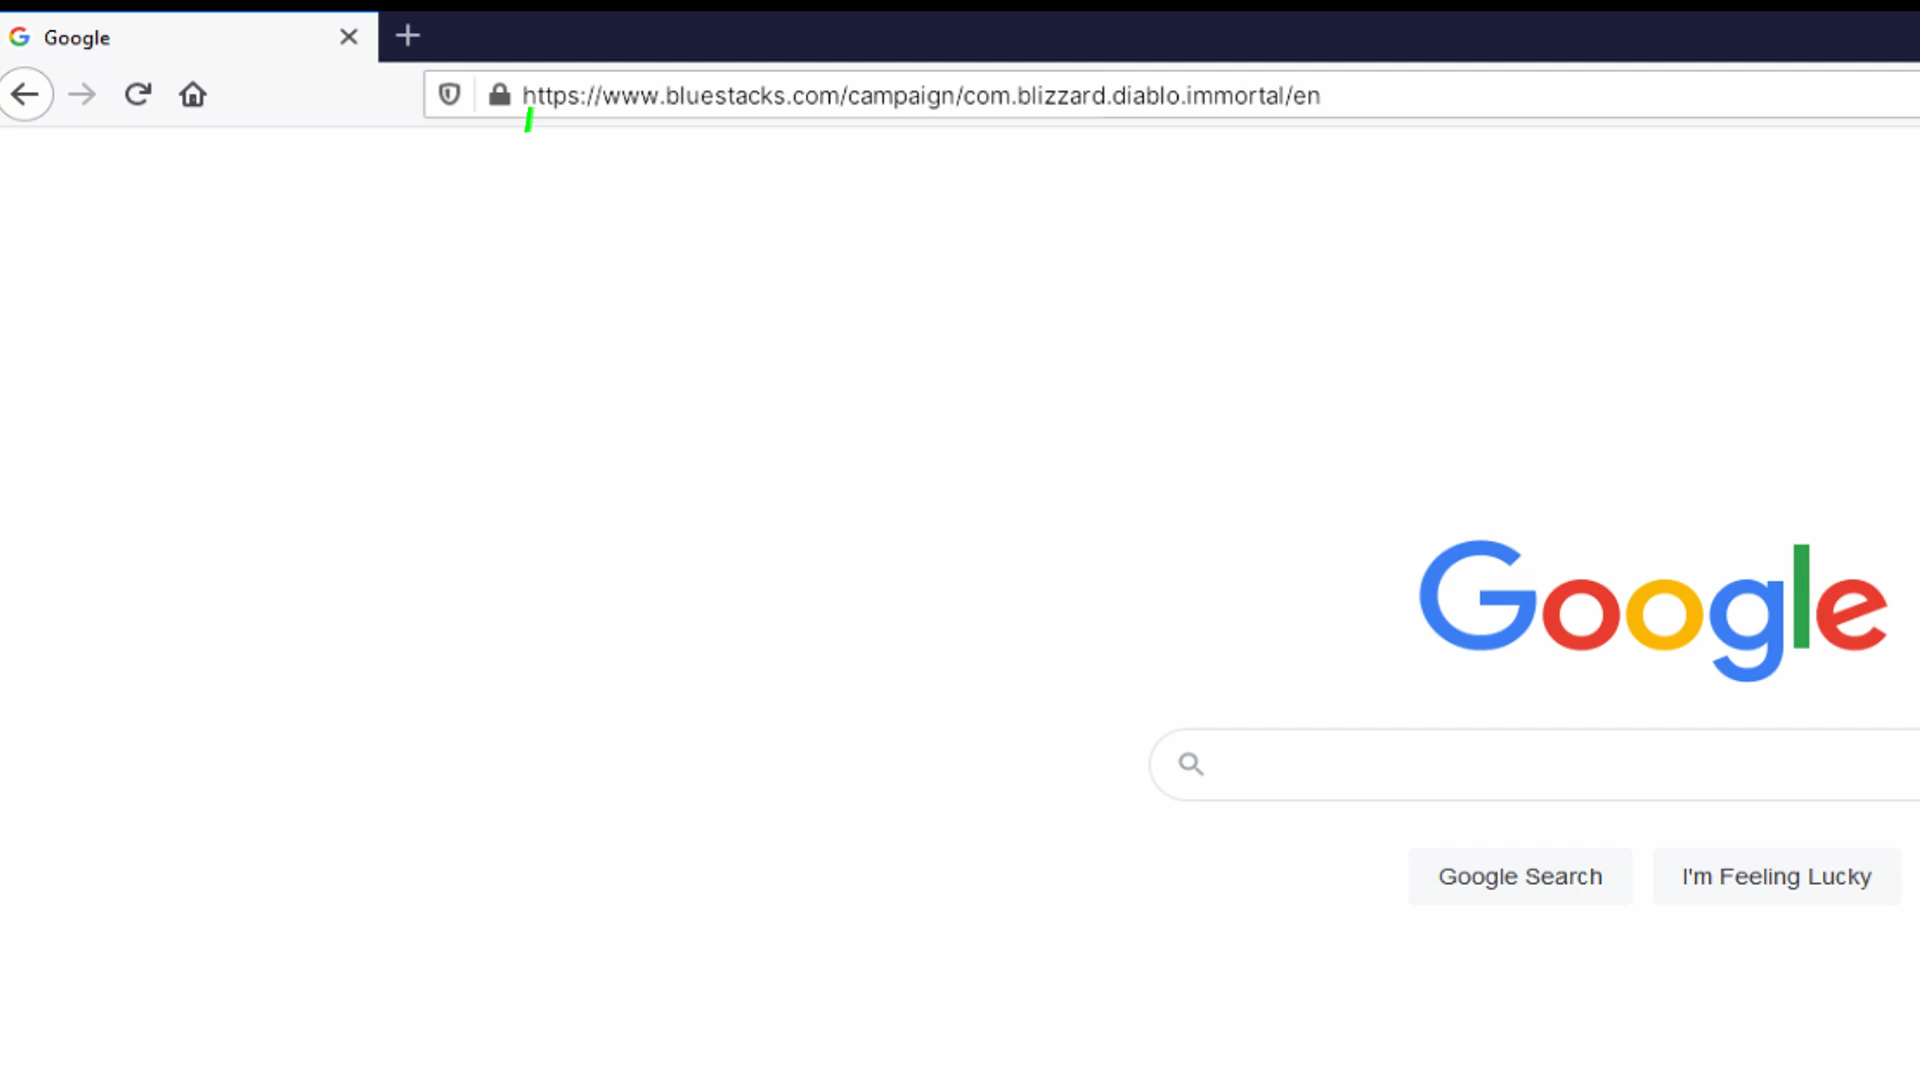 Google
https://www.bluestacks.com/campaign/com.blizzard.diablo.immortal/en
Google
Google Search
I'm Feeling Lucky